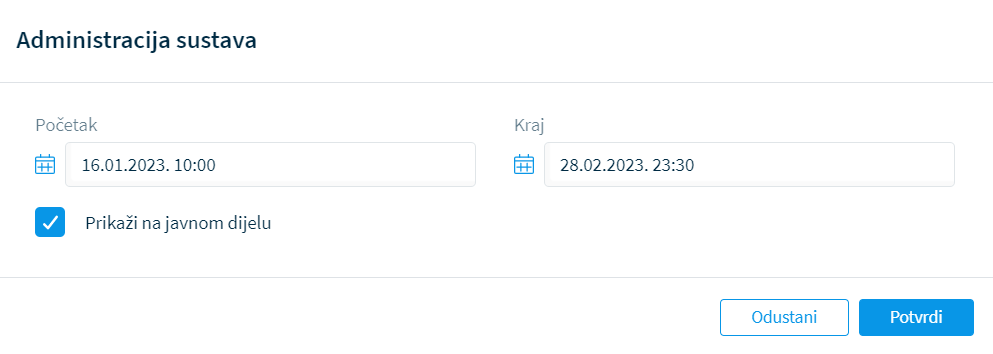 Administracija sustava
Početak
Kraj
16.01.2023. 10:00
28.02.2023. 23:30
Prikaži na javnom dijelu
Odustani
Potvrdi